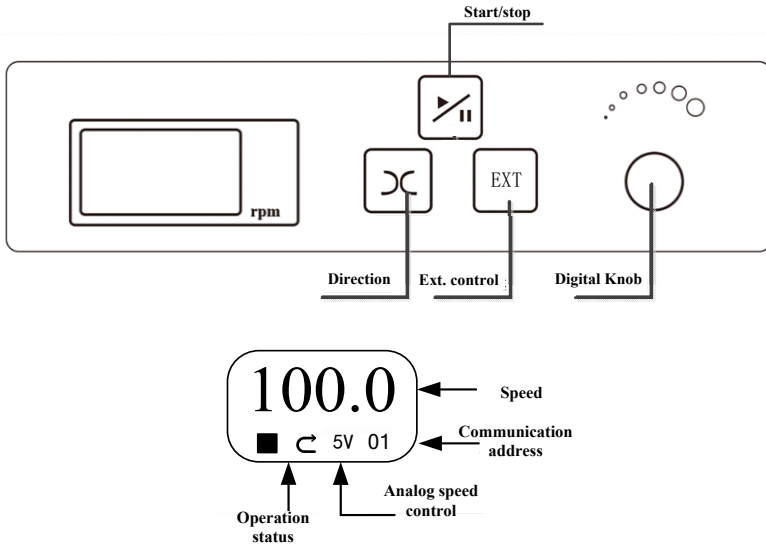 Start/stop
rpm
EXT
Direction
Ext. control
Digital Knob
100.0
Speed
5V 01
Communication
address
Analog speed
control
Operation
status